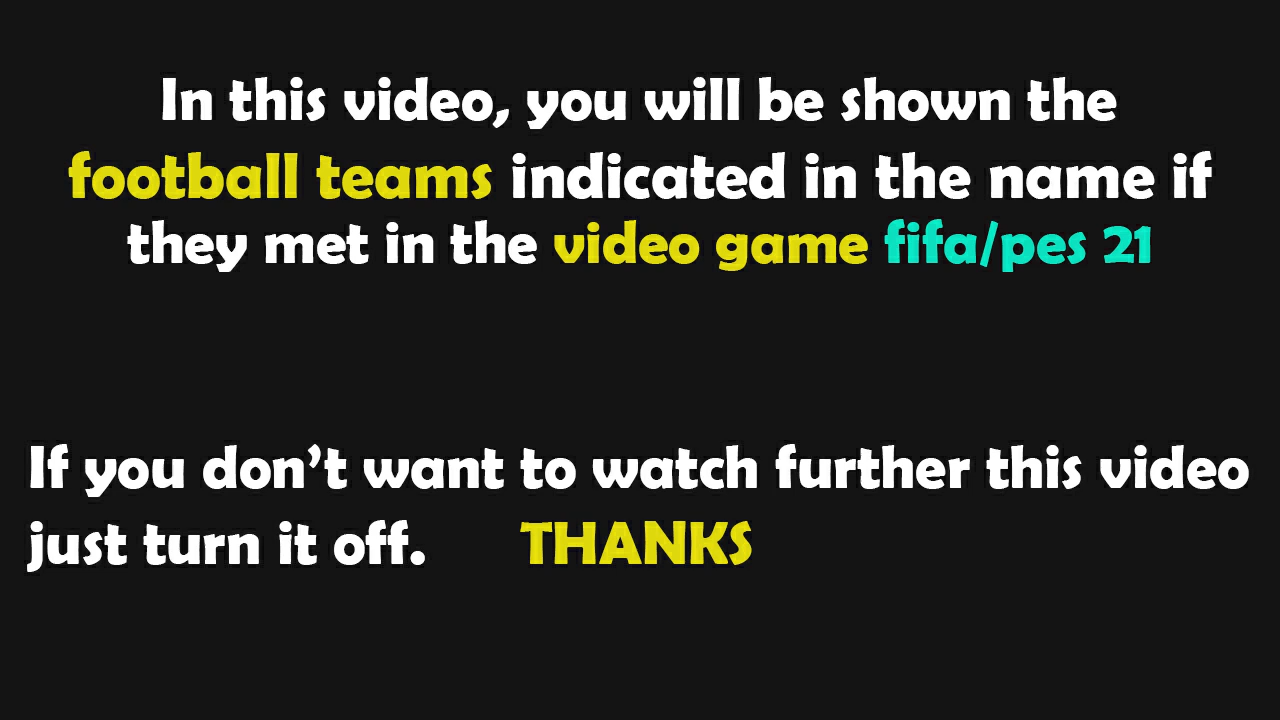 In this video, you will be shown the
football teams indicated in the name if
they met in the video game fifa/pes 21
If you don't want to watch further this video
just turn it off. THANKS